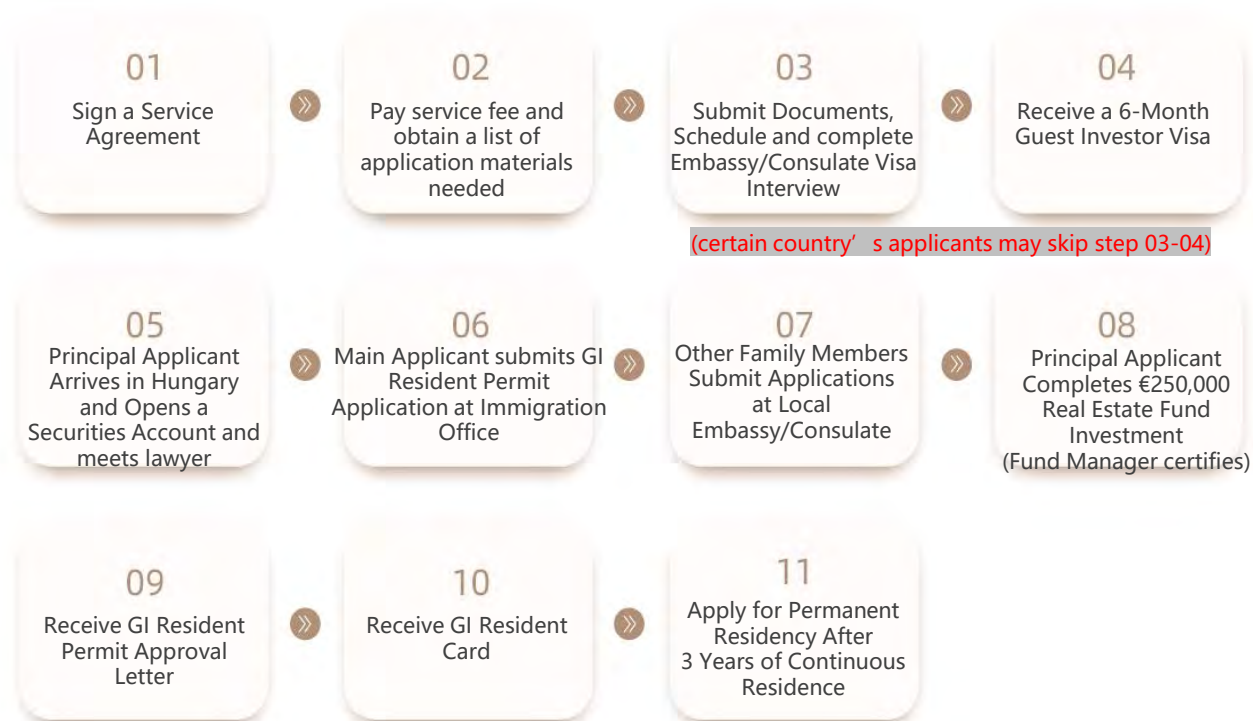 01
Sign a Service
Agreement
02
Pay service fee and
obtain a list of
application materials
needed
03
Submit Documents,
Schedule and complete
Embassy/Consulate Visa
Interview
04
Receive a 6-Month
Guest Investor Visa
(certain country' s applicants may skip step 03-04)
05
Principal Applicant
Arrives in Hungary
and Opens a
Securities Account and
meets lawyer
06
Main Applicant submits GI
Resident Permit
Application at Immigration
Office
07
Other Family Members
Submit Applications
at Local
Embassy/Consulate
08
Principal Applicant
Completes €250,000
Real Estate Fund
Investment
(Fund Manager certifies)
09
Receive GI Resident
Permit Approval
Letter
10
Receive GI Resident
Card
11
Apply for Permanent
Residency After
3 Years of Continuous
Residence